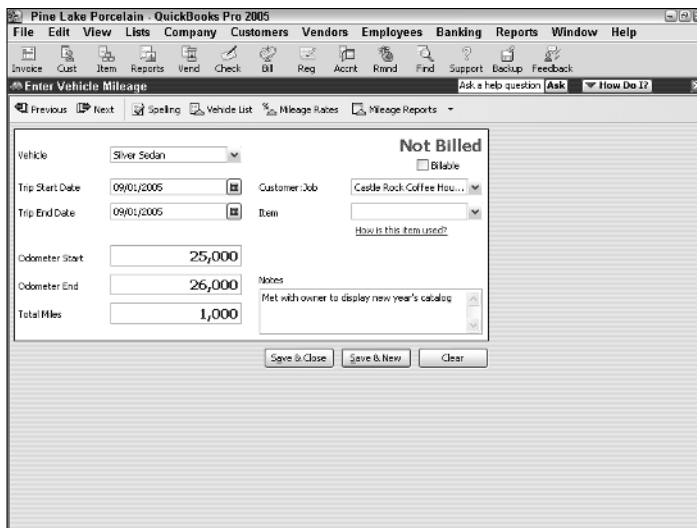 Pine Lake Porcelain - QuickBooks Pro 2005
File Edit View Lists Company Customers Vendors Employees Banking Reports Window Help
Invoice Cust Item Reports Vend Check Bill Reg Accnt Rmnd Find Support Backup Feedback
Enter Vehicle Mileage Ask a help question Ask How Do I?
Previous Next Spelling Vehicle List Mileage Rates Mileage Reports
Not Billed
Vehicle Silver Sedan Billable
Trip Start Date 09/01/2005 Customer:Job Castle Rock Coffee Hou...
Trip End Date 09/01/2005 Item
How is this item used?
Odometer Start 25,000
Odometer End 26,000 Notes
Met with owner to display new year's catalog
Total Miles 1,000
Save & Close Save & New Clear